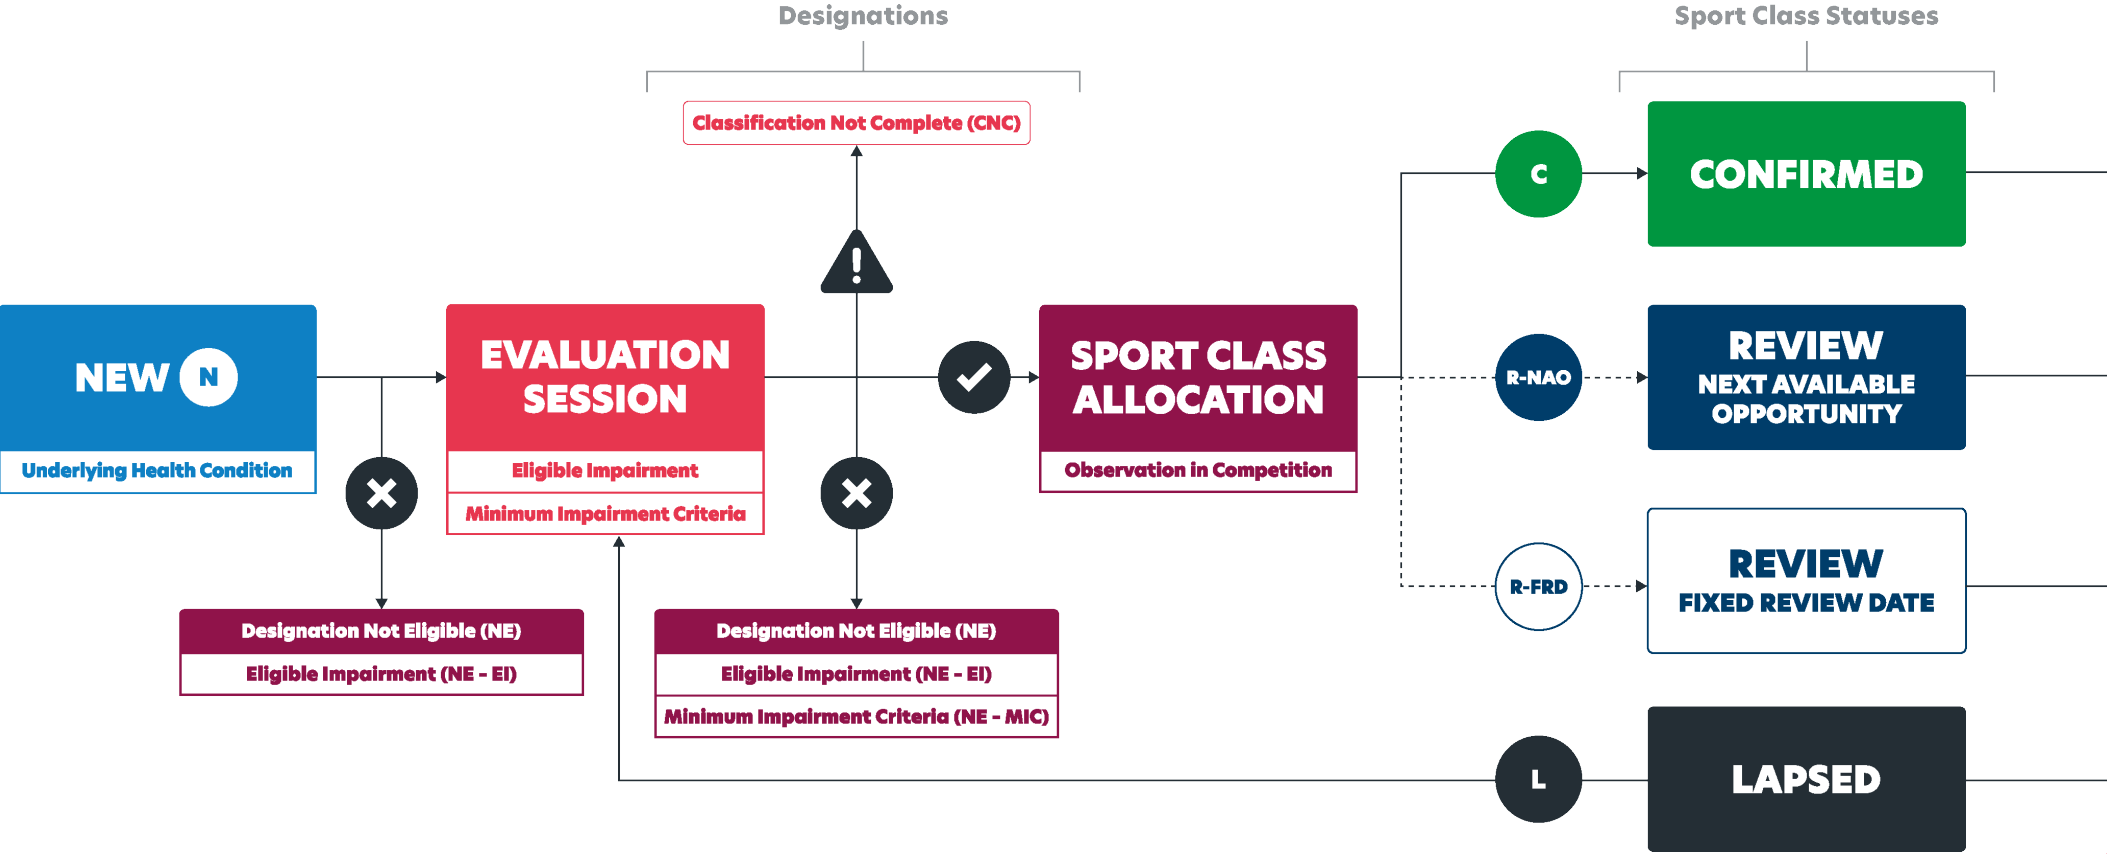 Designations
Sport Class Statuses
Classification Not Complete (CNC)
C
CONFIRMED
!
NEW N
Underlying Health Condition
EVALUATION
SESSION
Eligible Impairment
Minimum Impairment Criteria
SPORT CLASS
ALLOCATION
Observation in Competition
R-NAO
REVIEW
NEXT AVAILABLE
OPPORTUNITY
R-FRD
REVIEW
FIXED REVIEW DATE
Designation Not Eligible (NE)
Eligible Impairment (NE - EI)
Designation Not Eligible (NE)
Eligible Impairment (NE - EI)
Minimum Impairment Criteria (NE - MIC)
L
LAPSED